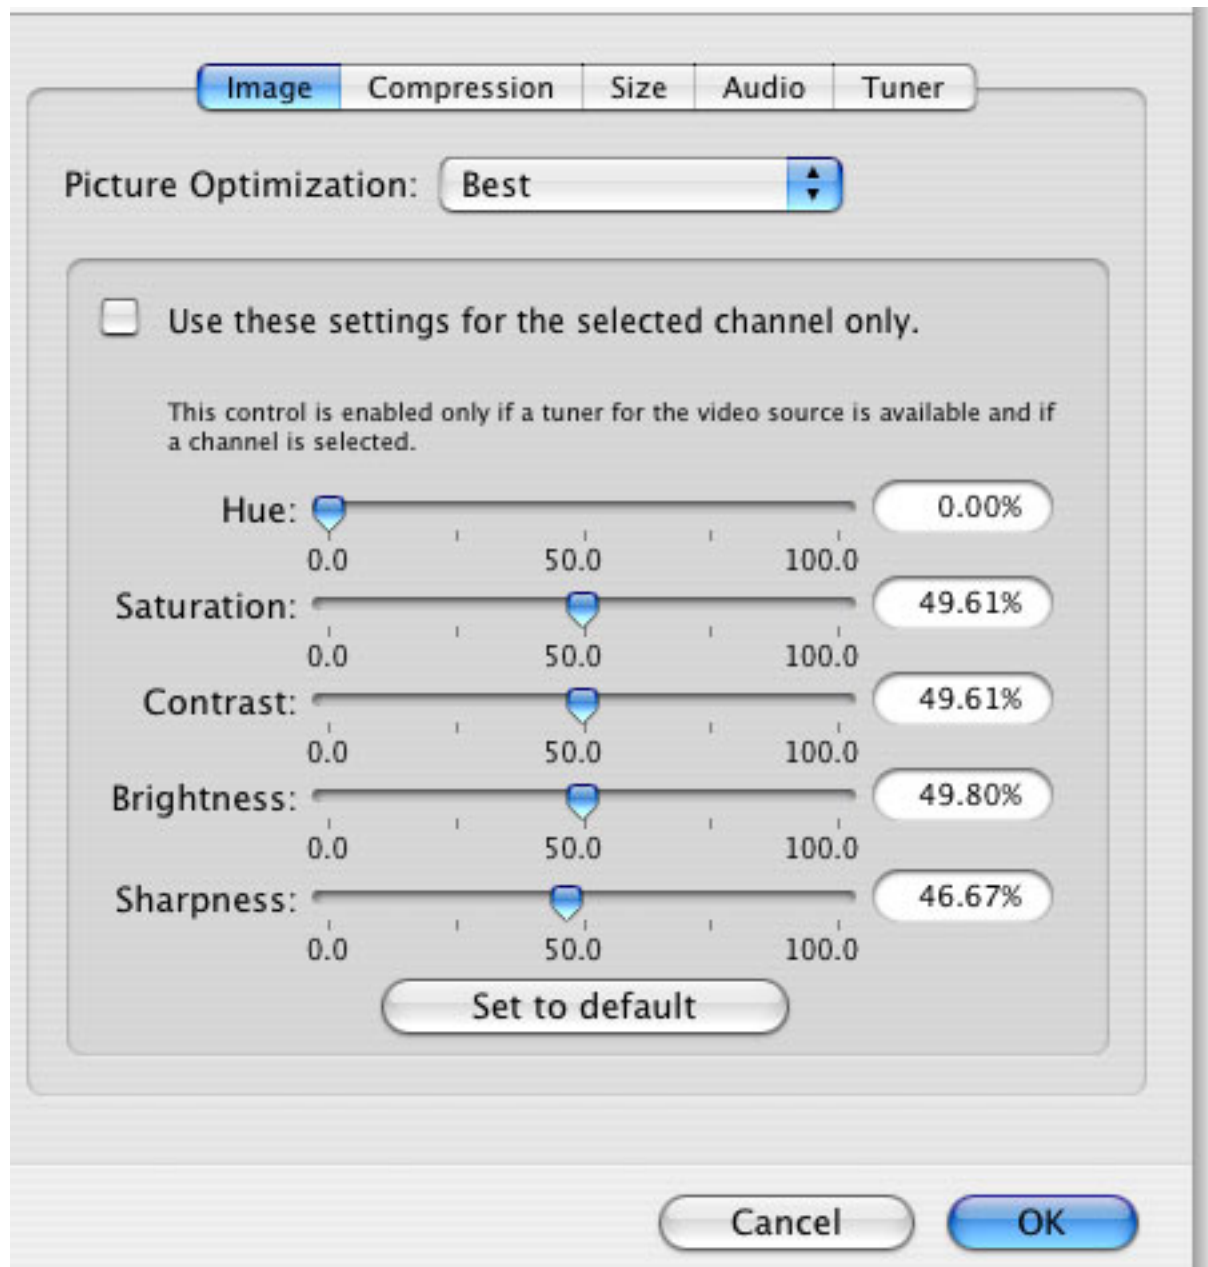 Image Compression Size Audio Tuner
Picture Optimization: Best
Use these settings for the selected channel only.
This control is enabled only if a tuner for the video source is available and if
a channel is selected.
Hue: 0.00%
0.0 50.0 100.0
Saturation: 49.61%
0.0 50.0 100.0
Contrast: 49.61%
0.0 50.0 100.0
Brightness: 49.80%
0.0 50.0 100.0
Sharpness: 46.67%
0.0 50.0 100.0
Set to default
Cancel OK